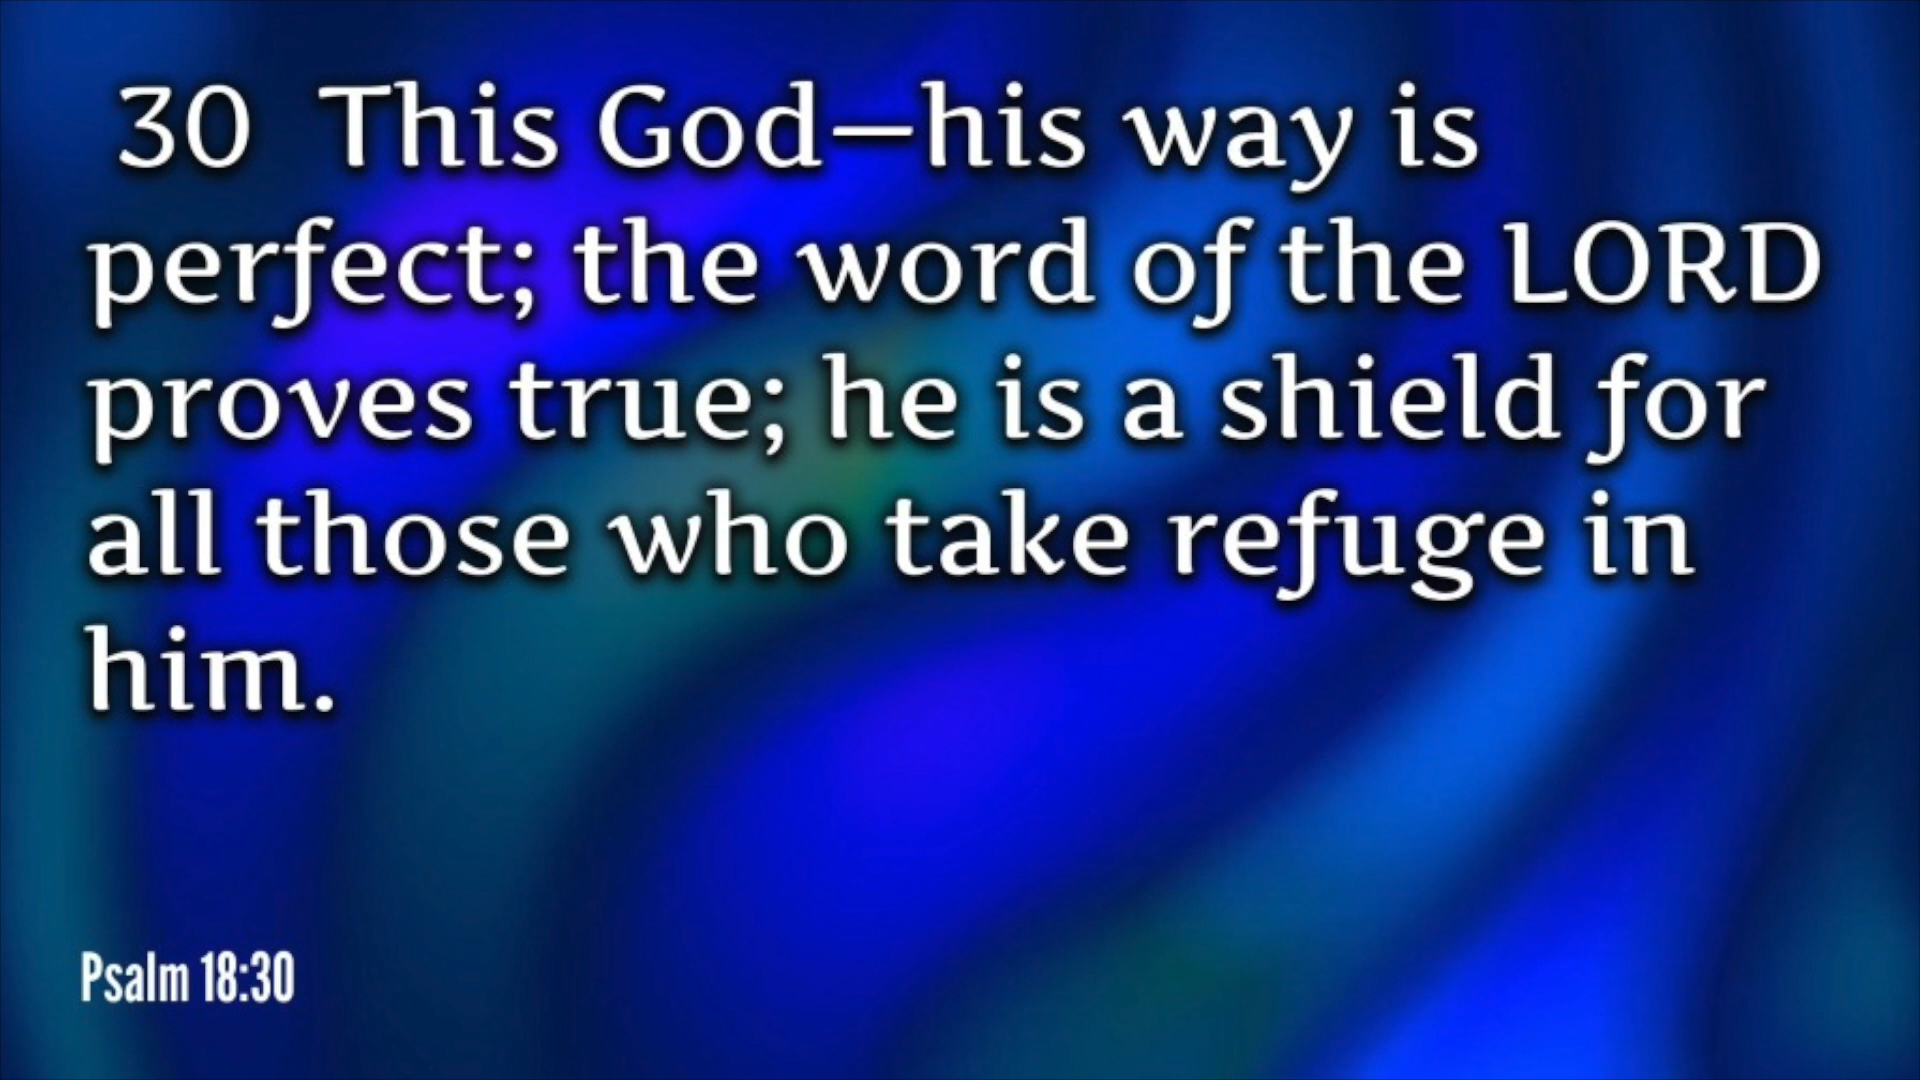 30 This God—his way is
perfect; the word of the LORD
proves true; he is a shield for
all those who take refuge in
him.
Psalm 18:30